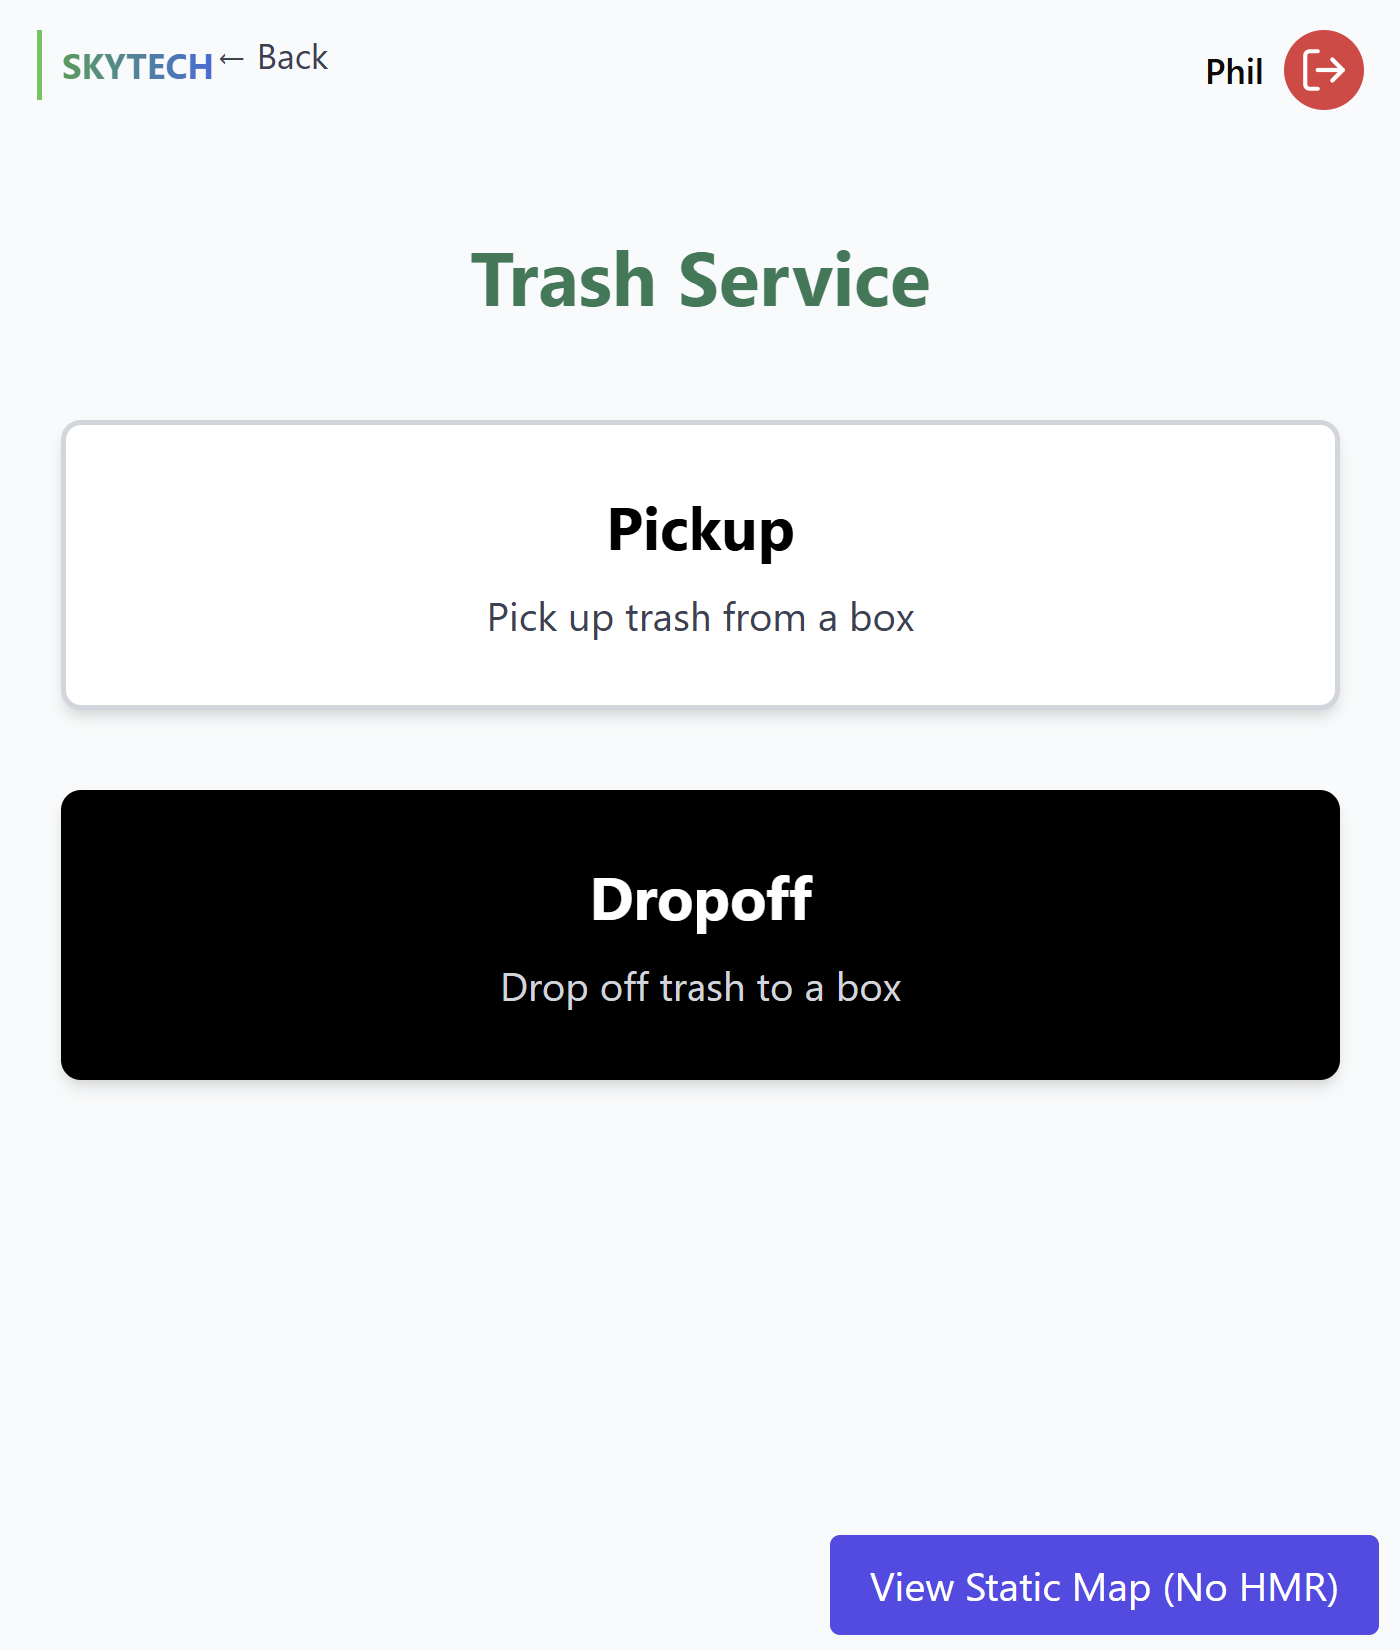 SKYTECH
← Back
Phil
Trash Service
Pickup
Pick up trash from a box
Dropoff
Drop off trash to a box
View Static Map (No HMR)